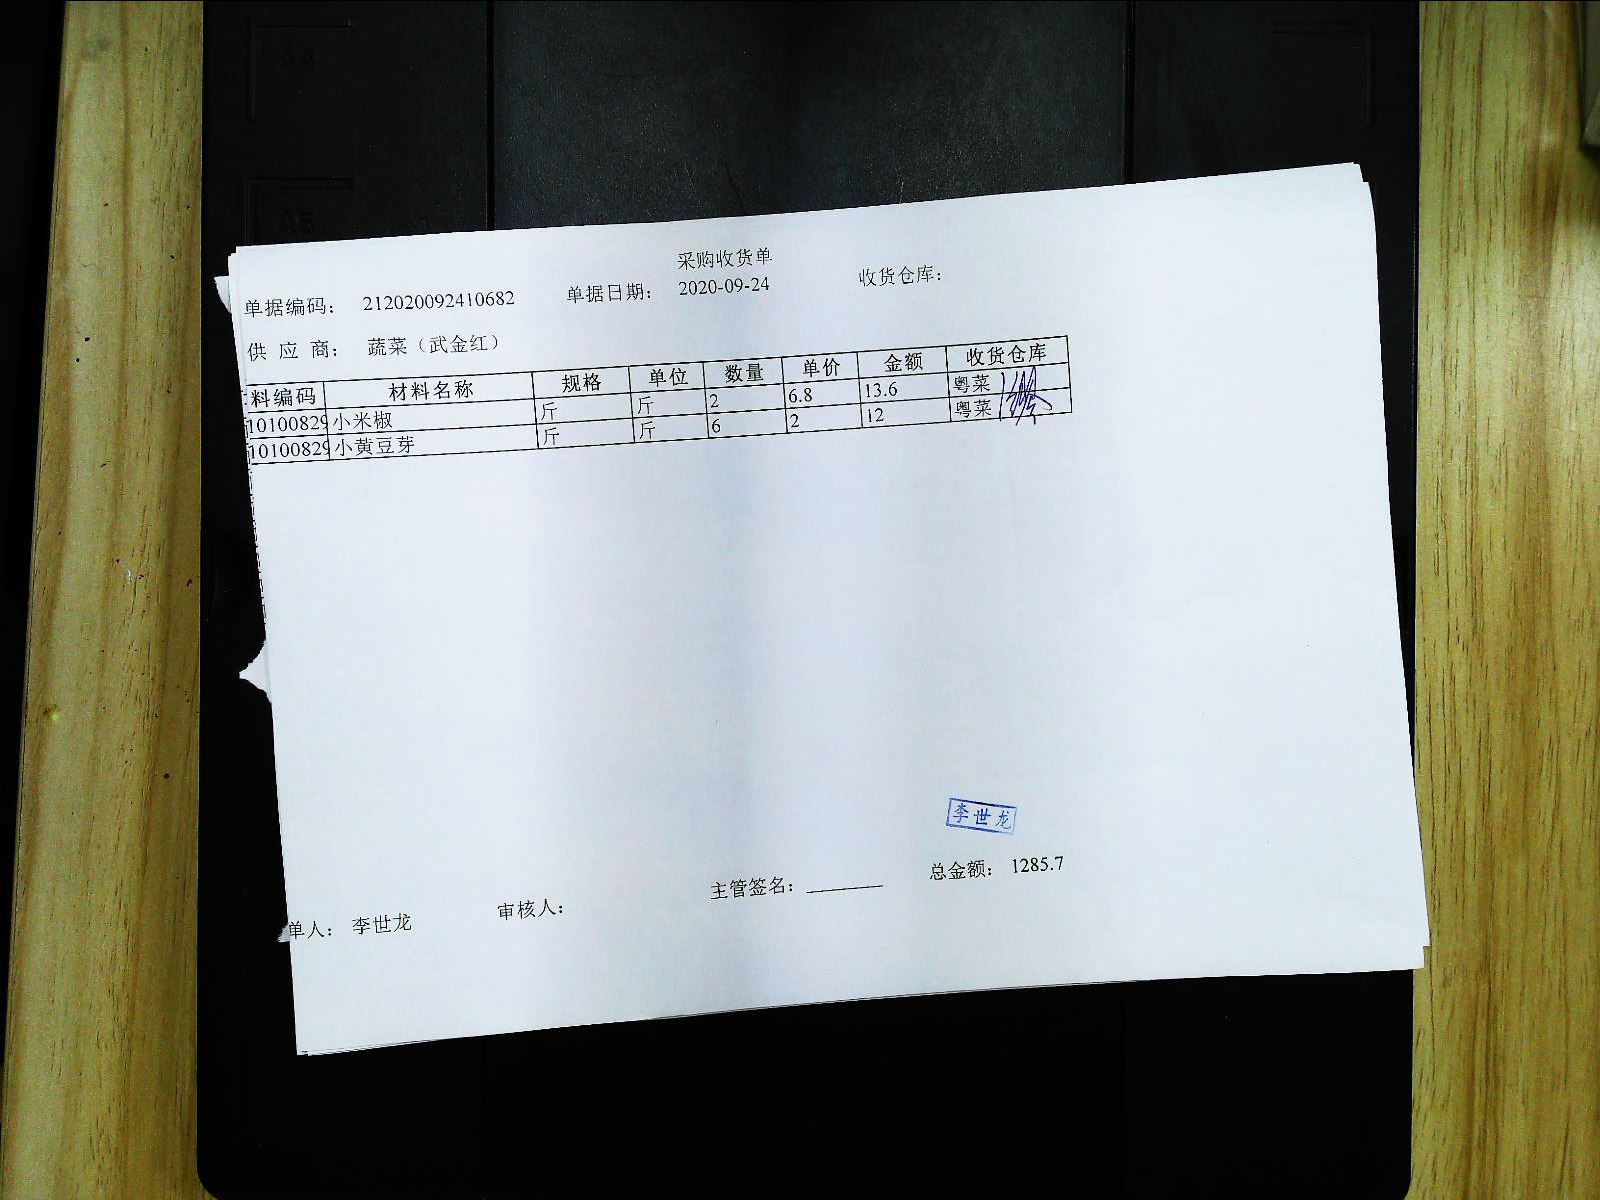 采购收货单
单据编码： 212020092410682 单据日期： 2020-09-24 收货仓库：
供 应 商： 蔬菜（武金红）
料编码 材料名称 规格 单位 数量 单价 金额 收货仓库
10100829 小米椒 斤 斤 2 6.8 13.6 粤菜
10100829 小黄豆芽 斤 斤 6 2 12 粤菜
李世龙
单人： 李世龙 审核人： 主管签名： 总金额： 1285.7